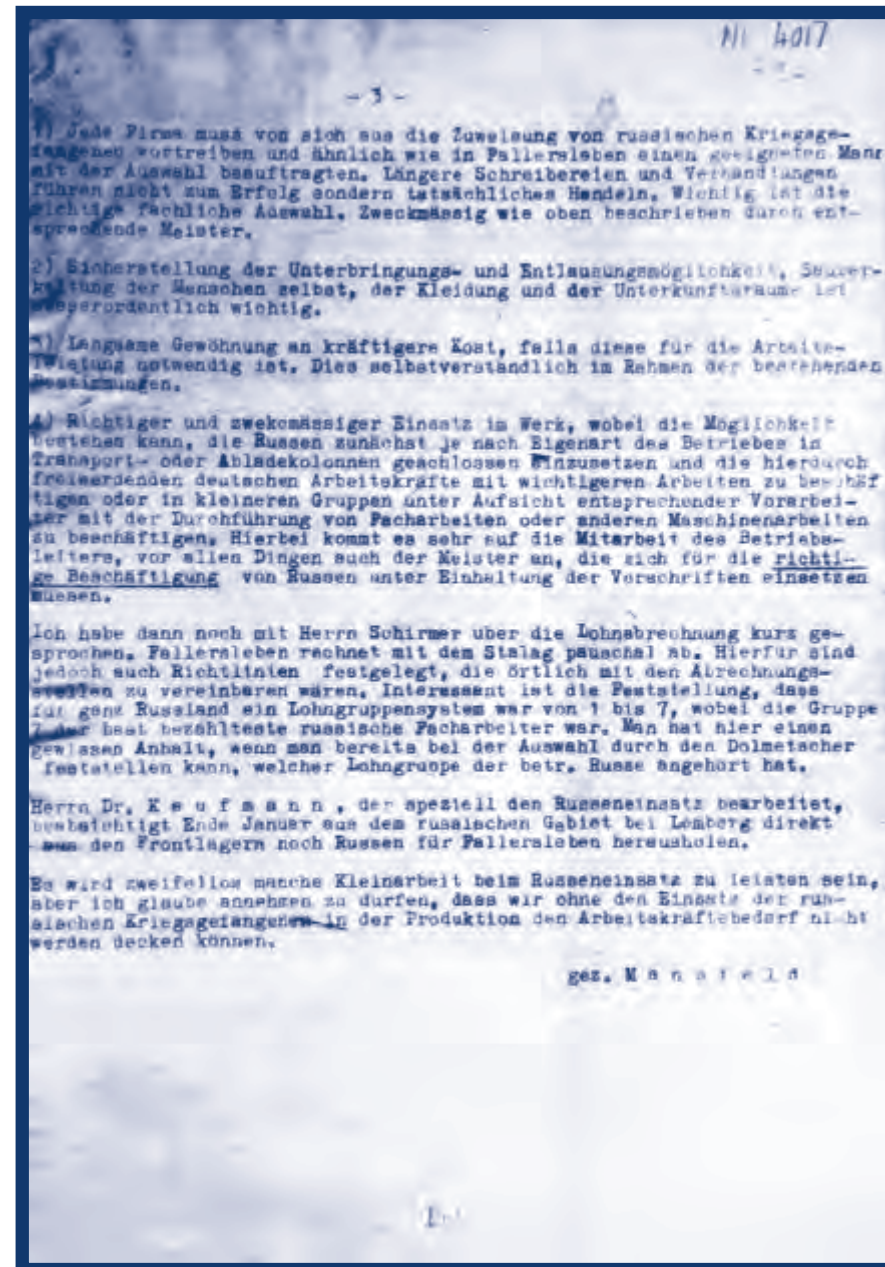 NI 4017
- 3 -
1) Jede Firma muss von sich aus die Zuweisung von russischen Kriegsge-
fangenen vortreiben und ähnlich wie in Fallersleben einen geeigneten Mann
mit der Auswahl beauftragten. Längere Schreibereien und Verhandlungen
führen nicht zum Erfolg sondern tatsächliches Handeln. Wichtig ist die
richtige fachliche Auswahl. Zweckmässig wie oben beschrieben durch ent-
sprechende Meister.
2) Sicherstellung der Unterbringungs- und Entlausungsmöglichkeit, Sauber-
haltung der Menschen selbst, der Kleidung und der Unterkunftsräume ist
ausserordentlich wichtig.
3) Langsame Gewöhnung an kräftigere Kost, falls diese für die Arbeits-
leistung notwendig ist. Dies selbstverständlich im Rahmen der bestehenden
Bestimmungen.
4) Richtiger und zwekcmässiger Einsatz im Werk, wobei die Möglichkeit
bestehen kann, die Russen zunächst je nach Eigenart des Betriebes in
Transport- oder Abladekolonnen geschlossen einzusetzen und die hierdurch
freiwerdenden deutschen Arbeitskräfte mit wichtigeren Arbeiten zu beschäf
tigen oder in kleineren Gruppen unter Aufsicht entsprechender Vorarbei-
ter mit der Durchführung von Facharbeiten oder anderen Maschinenarbeiten
zu beschäftigen. Hierbei kommt es sehr auf die Mitarbeit des Betriebs-
leiters, vor allen Dingen auch der Meister an, die sich für die richti-
ge Beschäftigung von Russen unter Einhaltung der Vorschriften einsetzen
muessen.
Ich habe dann noch mit Herrn Schirmer über die Lohnabrechnung kurz ge-
sprochen. Fallersleben rechnet mit dem Stalag pauschal ab. Hierfür sind
jedoch auch Richtlinien festgelegt, die örtlich mit den Abrechnungs-
stellen zu vereinbaren wären. Interessant ist die Feststellung, dass
für ganz Russland ein Lohngruppensystem war von 1 bis 7, wobei die Gruppe
7 der best bezahlteste russische Facharbeiter war. Man hat hier einen
gewissen Anhalt, wenn man bereits bei der Auswahl durch den Dolmetscher
feststellen kann, welcher Lohngruppe der betr. Russe angehört hat.
Herrn Dr. K a u f m a n n , der speziell den Russeneinsatz bearbeitet,
beabsichtigt Ende Januar aus dem russischen Gebiet bei Lemberg direkt
aus den Frontlagern noch Russen für Fallersleben herausholen.
Es wird zweifellos manche Kleinarbeit beim Russeneinsatz zu leisten sein,
aber ich glaube annehmen zu dürfen, dass wir ohne den Einsatz der rus-
sischen Kriegsgefangenen in der Produktion den Arbeitskräftebedarf nicht
werden decken können.
gez. M a n s f e l d